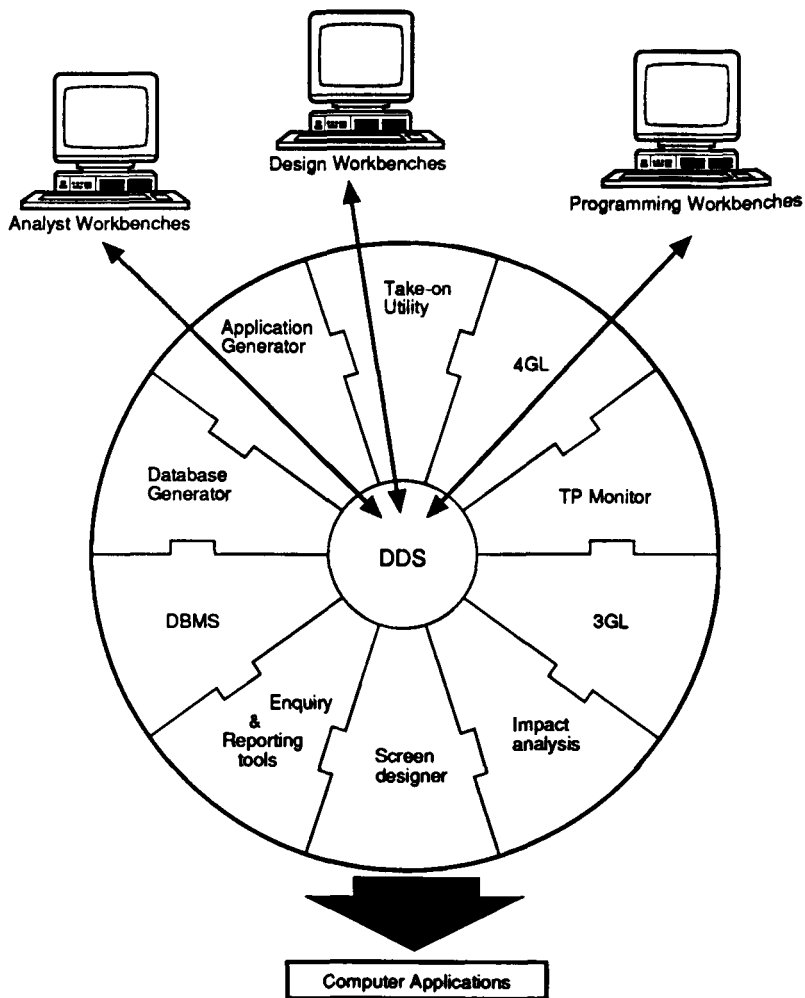 Design Workbenches
Analyst Workbenches
Programming Workbenches
Take-on
Utility
Application
Generator
4GL
Database
Generator
TP Monitor
DDS
DBMS
3GL
Enquiry
&
Reporting
tools
Screen
designer
Impact
analysis
Computer Applications